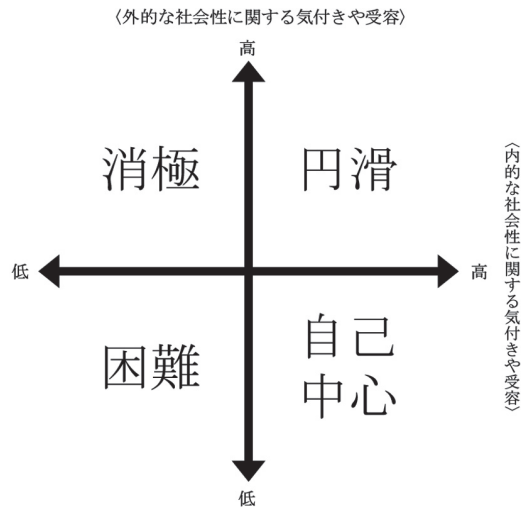 〈外的な社会性に関する気付きや受容〉
高
消極
円滑
〈内的な社会性に関する気付きや受容〉
低
高
困難
自己
中心
低